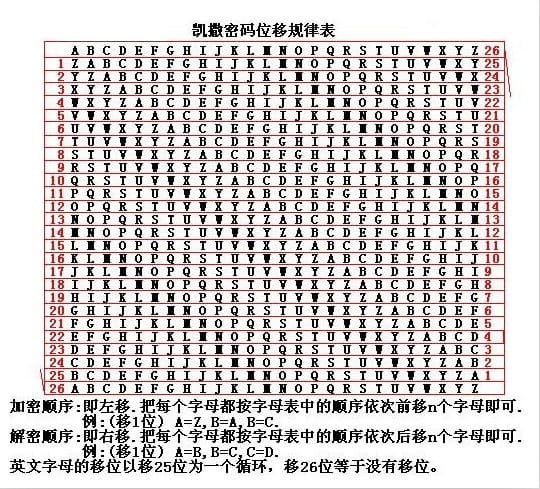 凯撒密码位移规律表
A B C D E F G H I J K L M N O P Q R S T U V W X Y Z 26
1 Z A B C D E F G H I J K L M N O P Q R S T U V W X Y 25
2 Y Z A B C D E F G H I J K L M N O P Q R S T U V W X 24
3 X Y Z A B C D E F G H I J K L M N O P Q R S T U V W 23
4 W X Y Z A B C D E F G H I J K L M N O P Q R S T U V 22
5 V W X Y Z A B C D E F G H I J K L M N O P Q R S T U 21
6 U V W X Y Z A B C D E F G H I J K L M N O P Q R S T 20
7 T U V W X Y Z A B C D E F G H I J K L M N O P Q R S 19
8 S T U V W X Y Z A B C D E F G H I J K L M N O P Q R 18
9 R S T U V W X Y Z A B C D E F G H I J K L M N O P Q 17
10 Q R S T U V W X Y Z A B C D E F G H I J K L M N O P 16
11 P Q R S T U V W X Y Z A B C D E F G H I J K L M N O 15
12 O P Q R S T U V W X Y Z A B C D E F G H I J K L M N 14
13 N O P Q R S T U V W X Y Z A B C D E F G H I J K L M 13
14 M N O P Q R S T U V W X Y Z A B C D E F G H I J K L 12
15 L M N O P Q R S T U V W X Y Z A B C D E F G H I J K 11
16 K L M N O P Q R S T U V W X Y Z A B C D E F G H I J 10
17 J K L M N O P Q R S T U V W X Y Z A B C D E F G H I 9
18 I J K L M N O P Q R S T U V W X Y Z A B C D E F G H 8
19 H I J K L M N O P Q R S T U V W X Y Z A B C D E F G 7
20 G H I J K L M N O P Q R S T U V W X Y Z A B C D E F 6
21 F G H I J K L M N O P Q R S T U V W X Y Z A B C D E 5
22 E F G H I J K L M N O P Q R S T U V W X Y Z A B C D 4
23 D E F G H I J K L M N O P Q R S T U V W X Y Z A B C 3
24 C D E F G H I J K L M N O P Q R S T U V W X Y Z A B 2
25 B C D E F G H I J K L M N O P Q R S T U V W X Y Z A 1
26 A B C D E F G H I J K L M N O P Q R S T U V W X Y Z
加密顺序:即左移.把每个字母都按字母表中的顺序依次前移n个字母即可.
例:(移1位) A=Z,B=A,B=C.
解密顺序:即右移.把每个字母都按字母表中的顺序依次后移n个字母即可.
例:(移1位) A=B,B=C,C=D.
英文字母的移位以移25位为一个循环，移26位等于没有移位。